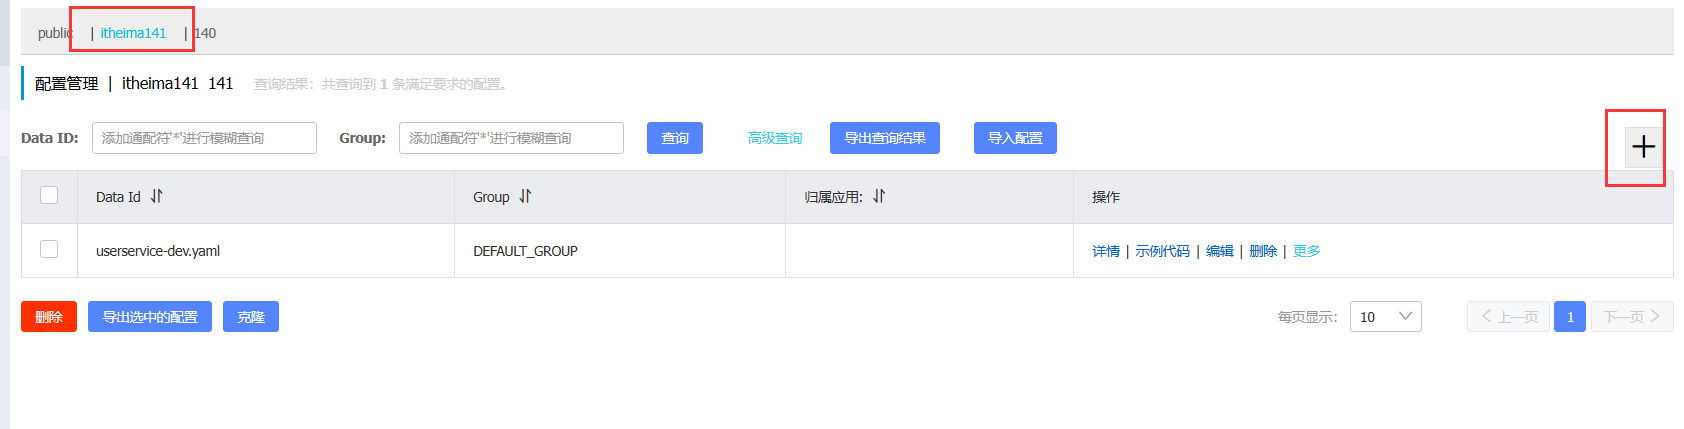 public | itheima141 | 140
配置管理 | itheima141 141 查询结果：共查询到 1 条满足要求的配置。
Data ID: 添加通配符'*'进行模糊查询 Group: 添加通配符'*'进行模糊查询 查询 高级查询 导出查询结果 导入配置
Data Id Group 归属应用: 操作
userservice-dev.yaml DEFAULT_GROUP 详情 | 示例代码 | 编辑 | 删除 | 更多
删除 导出选中的配置 克隆 每页显示: 10 上一页 1 下一页